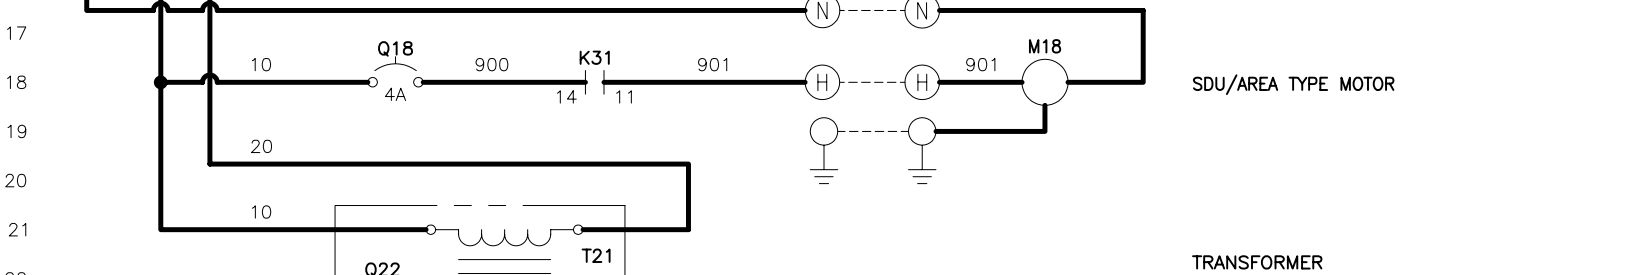 N N
17
Q18 K31 M18
10 900 901 901
18 H H SDU/AREA TYPE MOTOR
4A 14 11
19
20
20
10
21
T21
Q22 TRANSFORMER